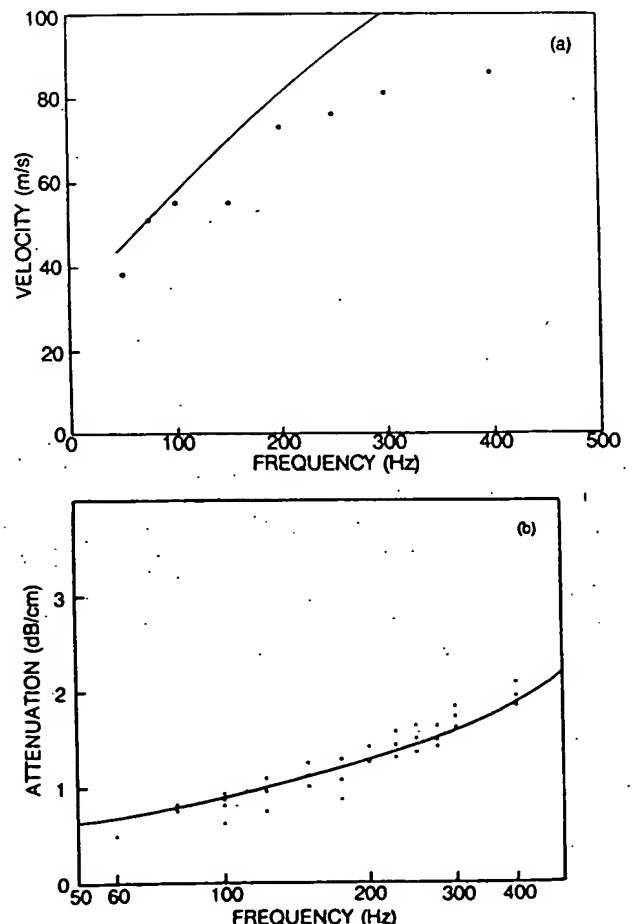 100
80
60
40
20
0
VELOCITY (m/s)
(a)
0 100 200 300 400 500
FREQUENCY (Hz)
3
2
1
0
ATTENUATION (dB/cm)
(b)
50 60 100 200 300 400
FREQUENCY (Hz)